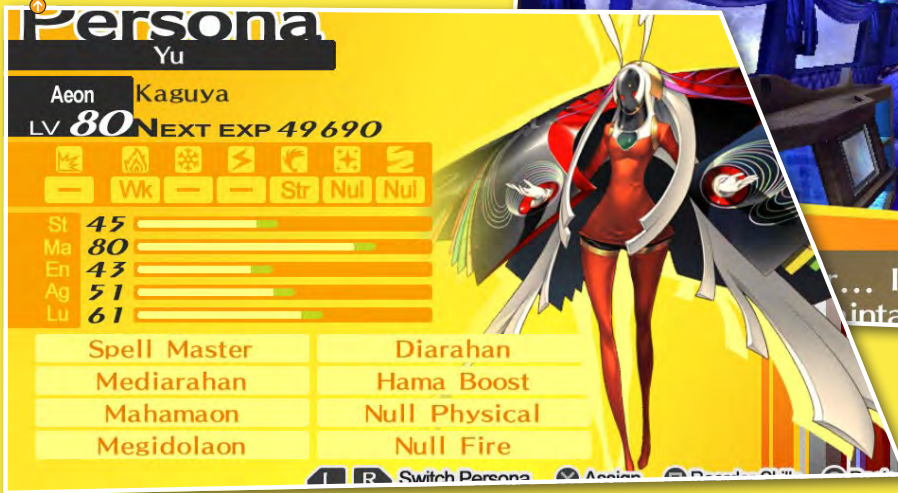 Persona
Yu
Aeon Kaguya
LV 80 NEXT EXP 49690
— Wk — — Str Nul Nul
St 45
Ma 80
En 43
Ag 51
Lu 61
Spell Master Diarahan
Mediarahan Hama Boost
Mahamaon Null Physical
Megidolaon Null Fire
L R Switch Persona Assign Reorder Skill